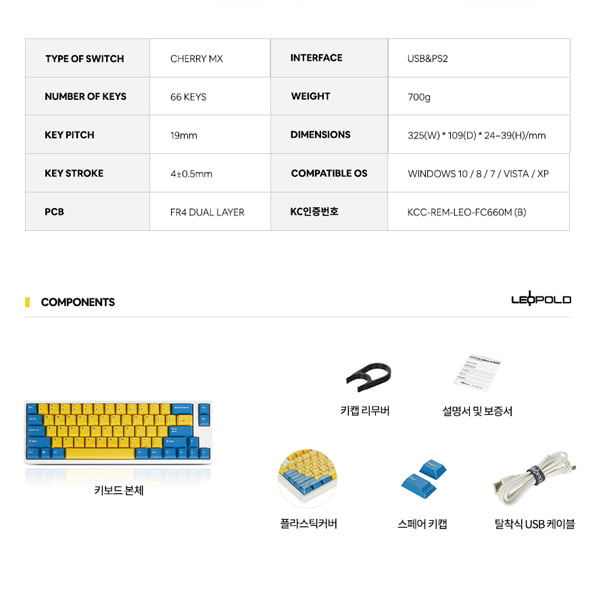 TYPE OF SWITCH CHERRY MX INTERFACE USB&PS2
NUMBER OF KEYS 66 KEYS WEIGHT 700g
KEY PITCH 19mm DIMENSIONS 325(W) * 109(D) * 24~39(H)/mm
KEY STROKE 4±0.5mm COMPATIBLE OS WINDOWS 10 / 8 / 7 / VISTA / XP
PCB FR4 DUAL LAYER KC인증번호 KCC-REM-LEO-FC660M (B)
COMPONENTS
LEOPOLD
키캡 리무버
설명서 및 보증서
키보드 본체
플라스틱커버
스페어 키캡
탈착식 USB 케이블